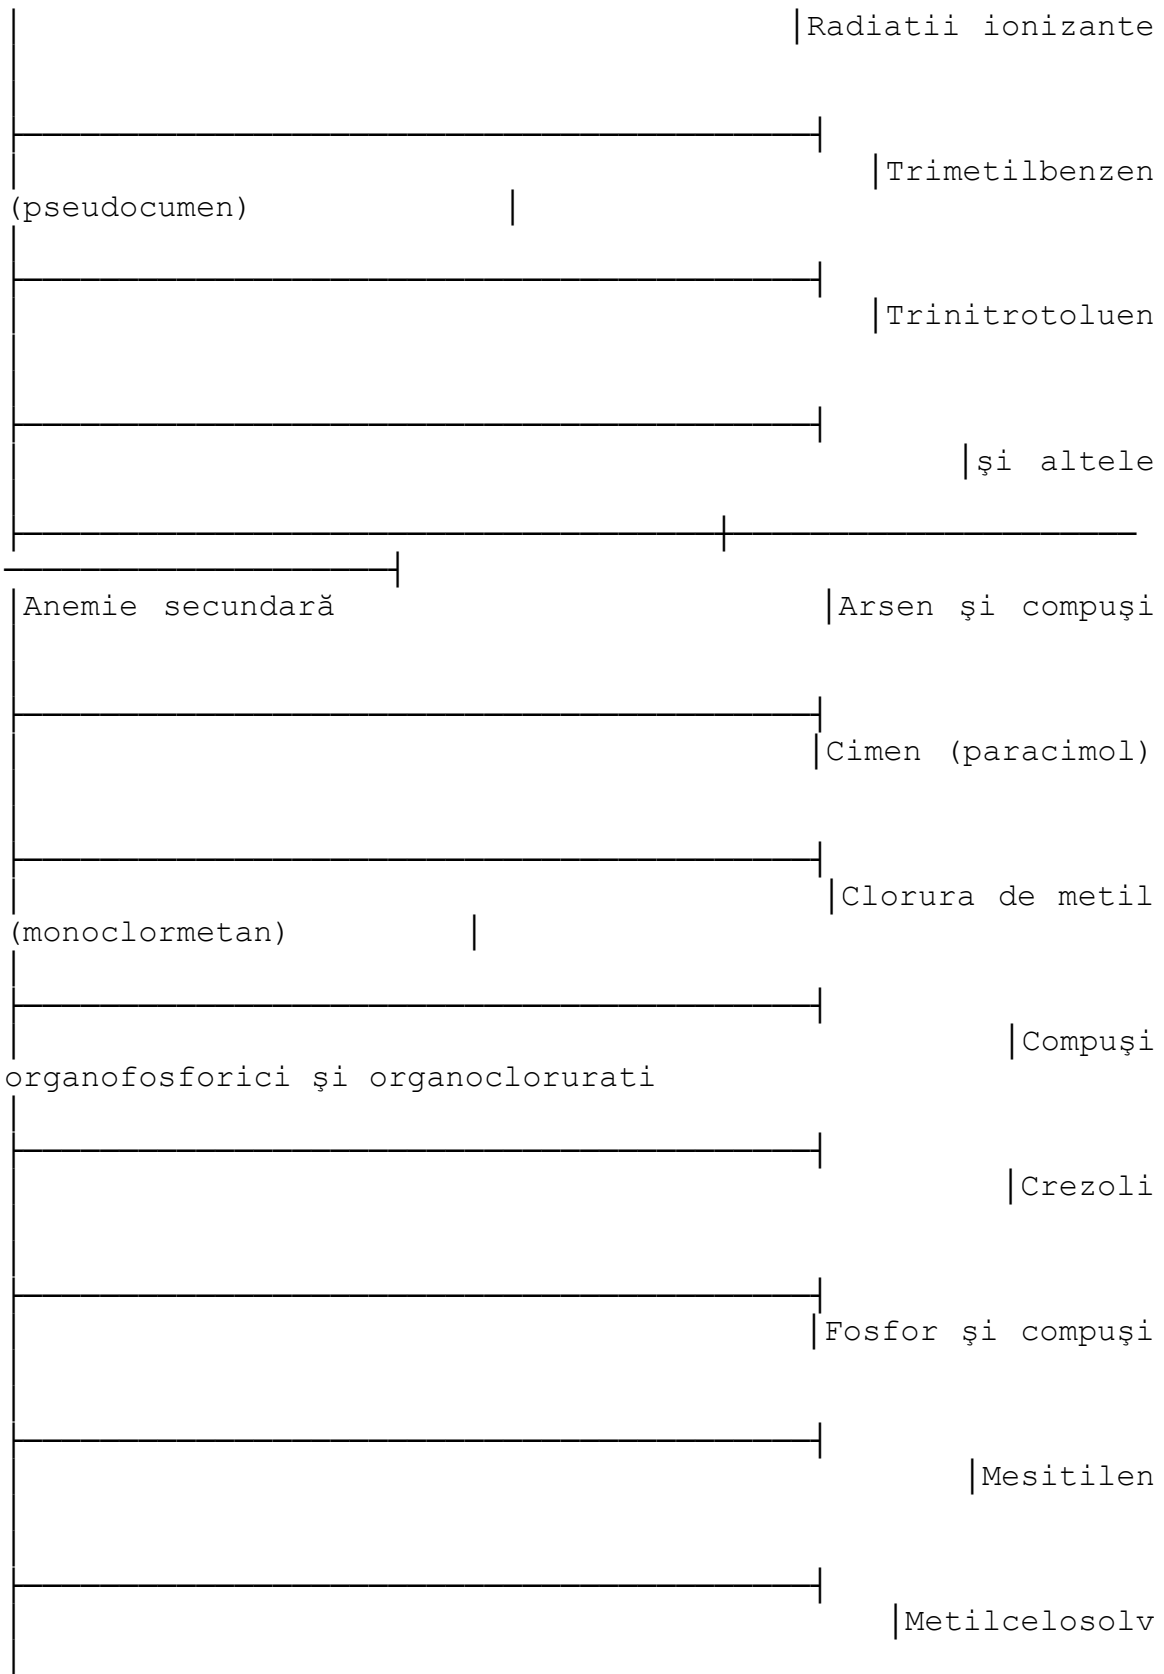 Radiatii ionizante
Trimetilbenzen
(pseudocumen)
Trinitrotoluen
şi altele
Anemie secundară Arsen şi compuşi
Cimen (paracimol)
Clorura de metil
(monoclormetan)
Compuşi
organofosforici şi organoclorurati
Crezoli
Fosfor şi compuşi
Mesitilen
Metilcelosolv